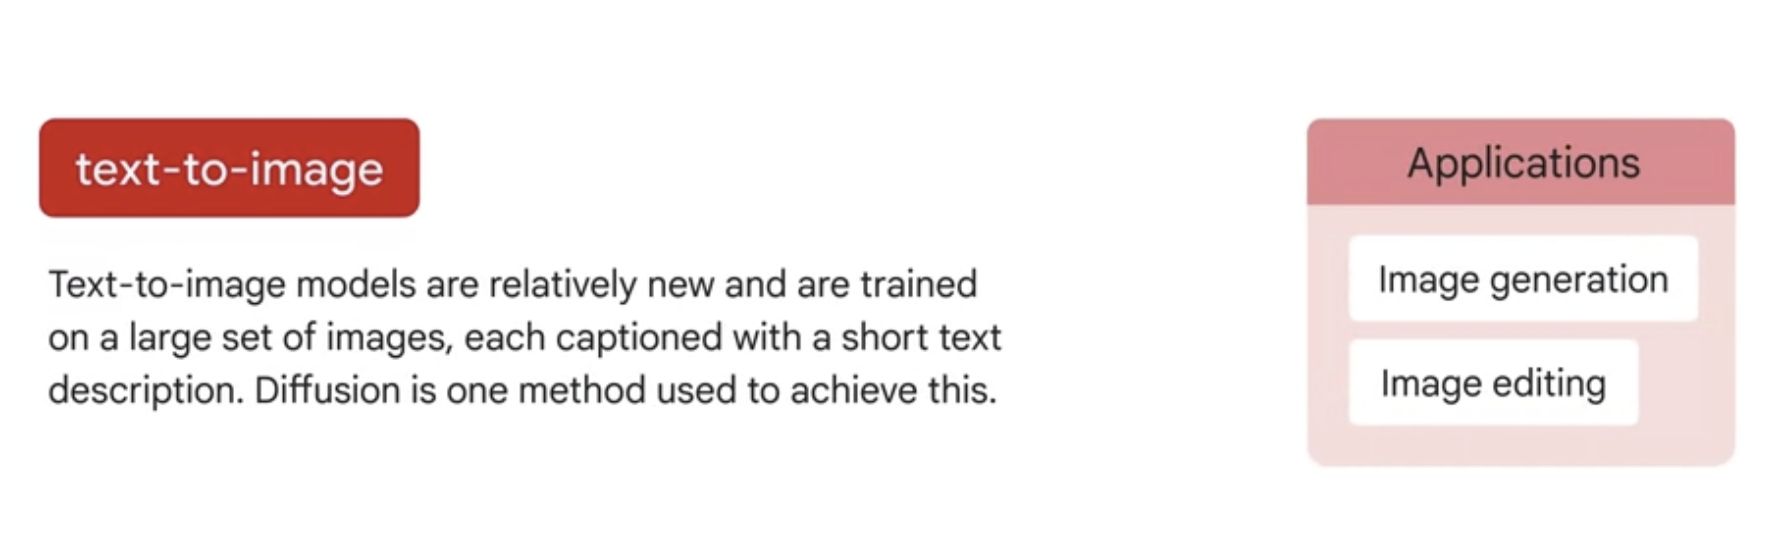 text-to-image
Text-to-image models are relatively new and are trained
on a large set of images, each captioned with a short text
description. Diffusion is one method used to achieve this.
Applications
Image generation
Image editing